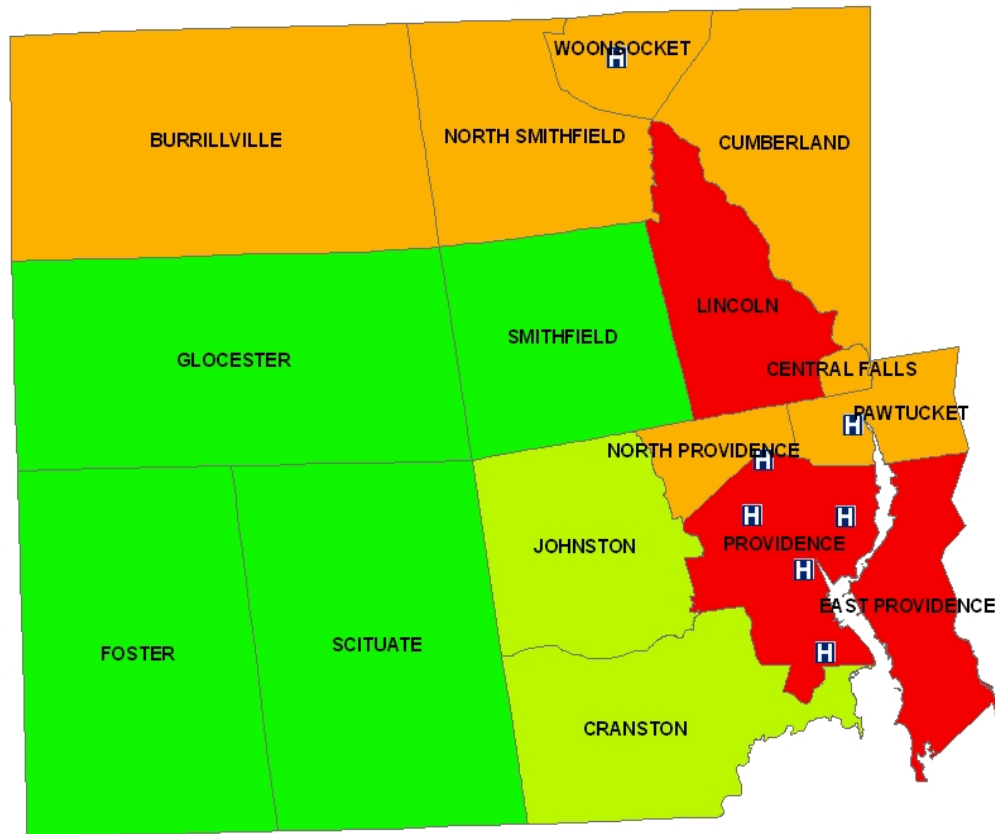 WOONSOCKET
H
BURRILLVILLE
NORTH SMITHFIELD
CUMBERLAND
LINCOLN
SMITHFIELD
GLOCESTER
CENTRAL FALLS
PAWTUCKET
H
NORTH PROVIDENCE
H
H
H
PROVIDENCE
JOHNSTON
H
EAST PROVIDENCE
SCITUATE
FOSTER
H
CRANSTON